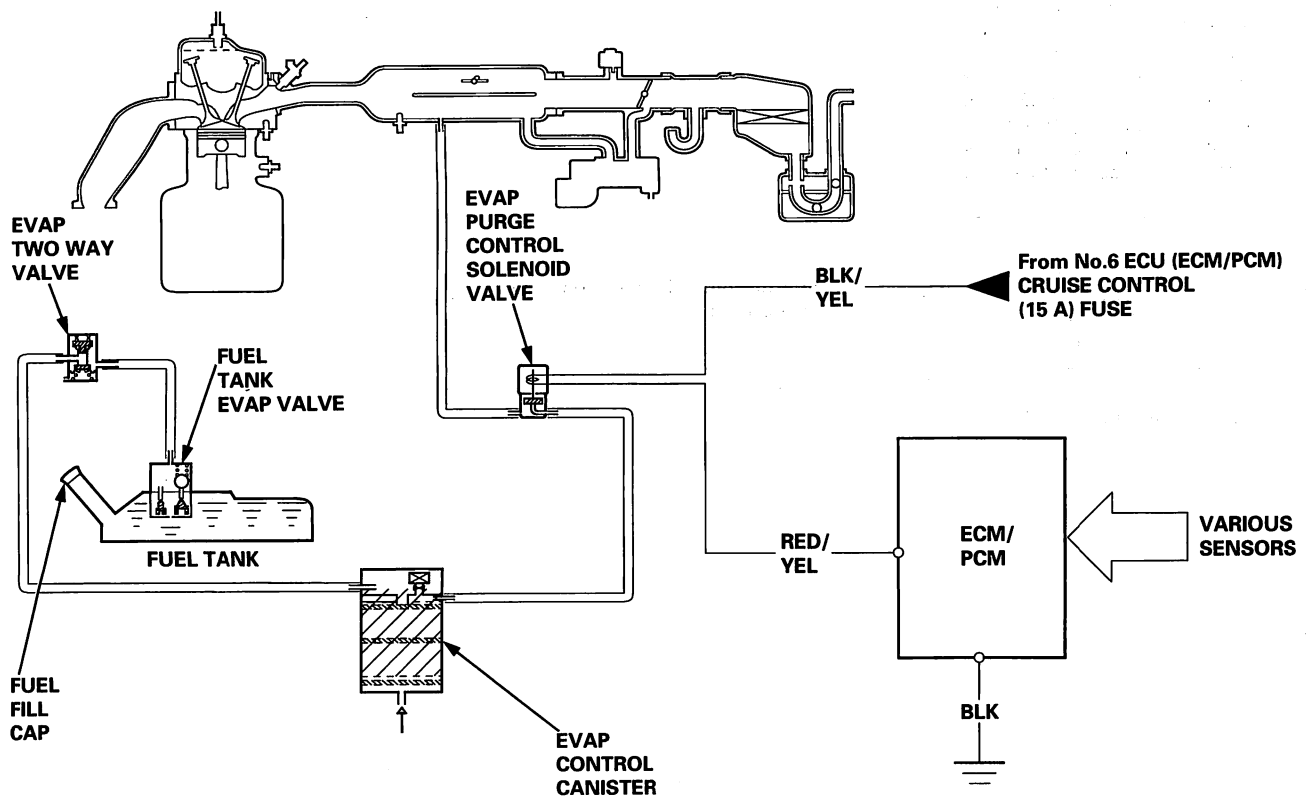 EVAP
TWO WAY
VALVE
EVAP
PURGE
CONTROL
SOLENOID
VALVE
BLK/
YEL
From No.6 ECU (ECM/PCM)
CRUISE CONTROL
(15 A) FUSE
FUEL
TANK
EVAP VALVE
FUEL TANK
RED/
YEL
ECM/
PCM
VARIOUS
SENSORS
FUEL
FILL
CAP
EVAP
CONTROL
CANISTER
BLK